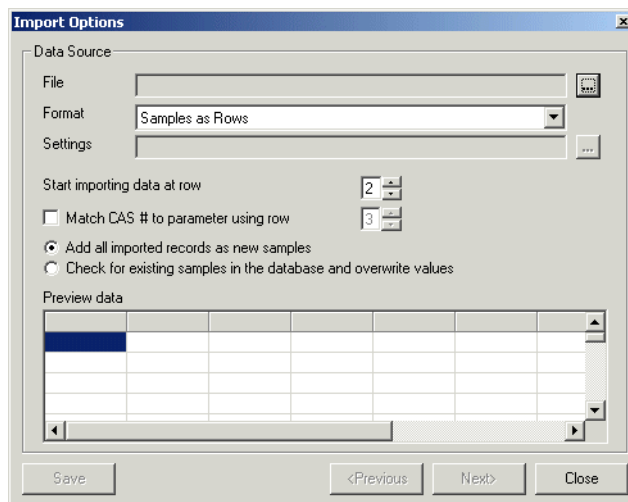 Import Options
Data Source
File
...
Format
Samples as Rows
Settings
...
Start importing data at row
2
Match CAS # to parameter using row
3
Add all imported records as new samples
Check for existing samples in the database and overwrite values
Preview data
Save
<Previous
Next>
Close